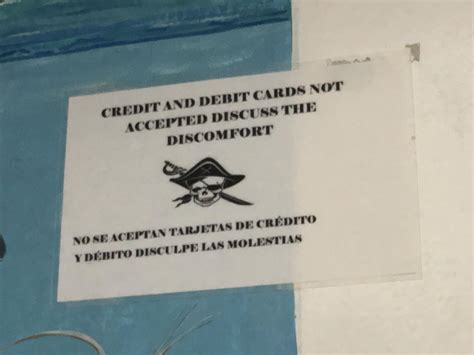 CREDIT AND DEBIT CARDS NOT
ACCEPTED DISCUSS THE
DISCOMFORT
NO SE ACEPTAN TARJETAS DE CRÉDITO
Y DÉBITO DISCULPE LAS MOLESTIAS